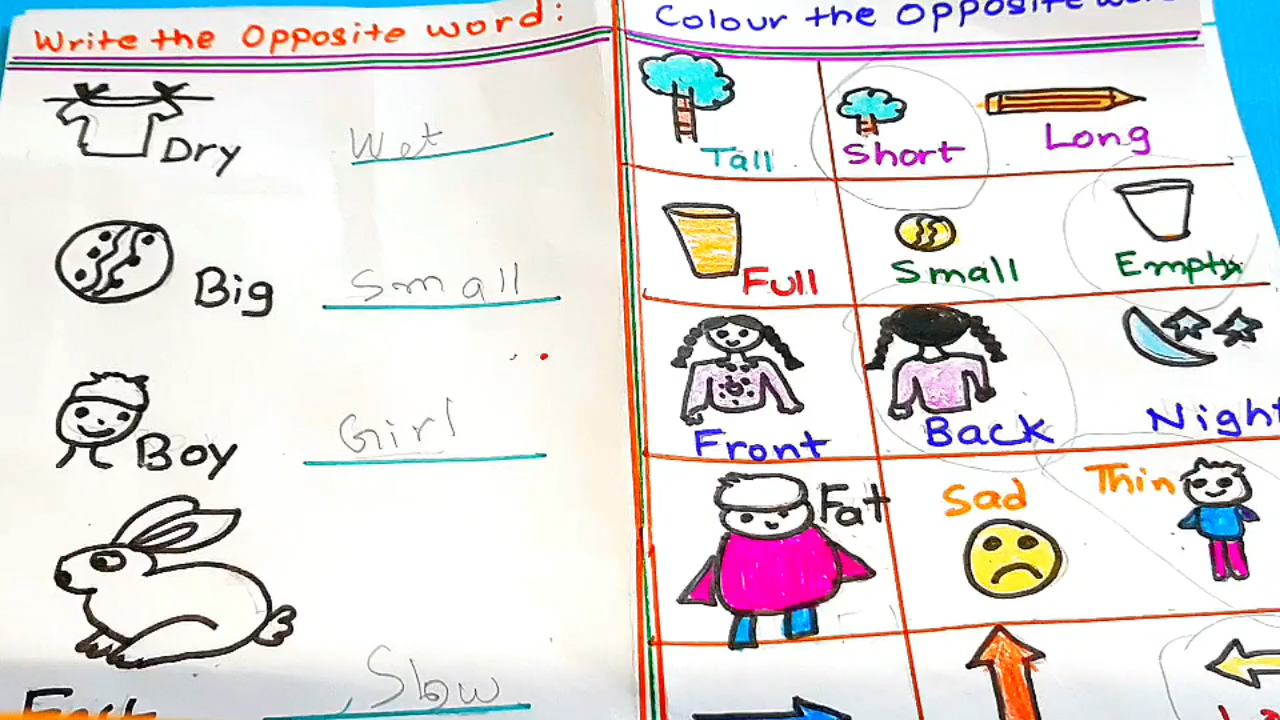 Write the Opposite word:
Dry Wet
Big Small
Boy Girl
Slow
Colour the Opposite
Tall Short Long
Full Small Empty
Front Back Night
Fat Sad Thin